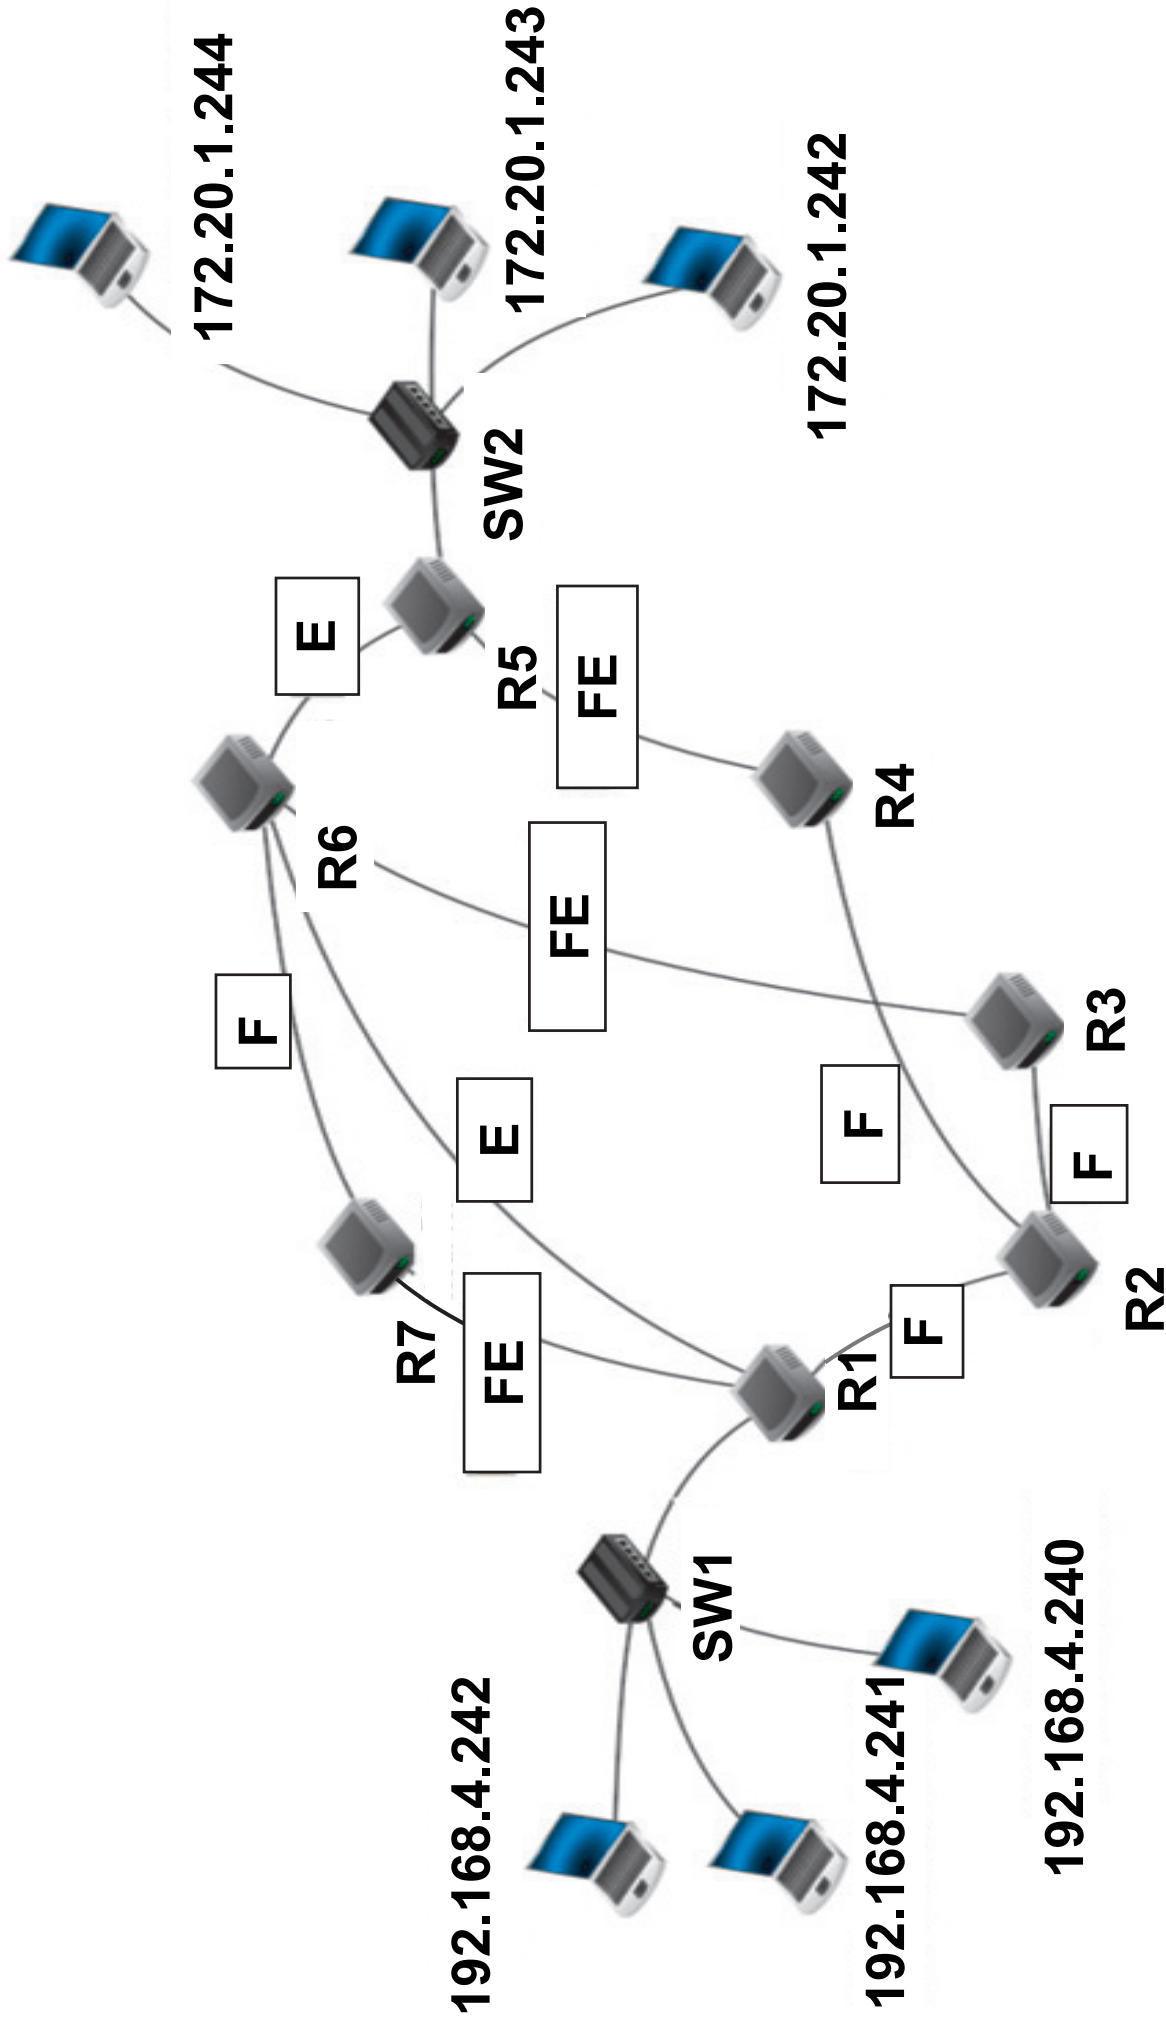 192.168.4.242
192.168.4.241
192.168.4.240
SW1
R7
FE
R1
F
R2
F
E
F
F
R3
R6
FE
R4
E
R5
FE
SW2
172.20.1.244
172.20.1.243
172.20.1.242